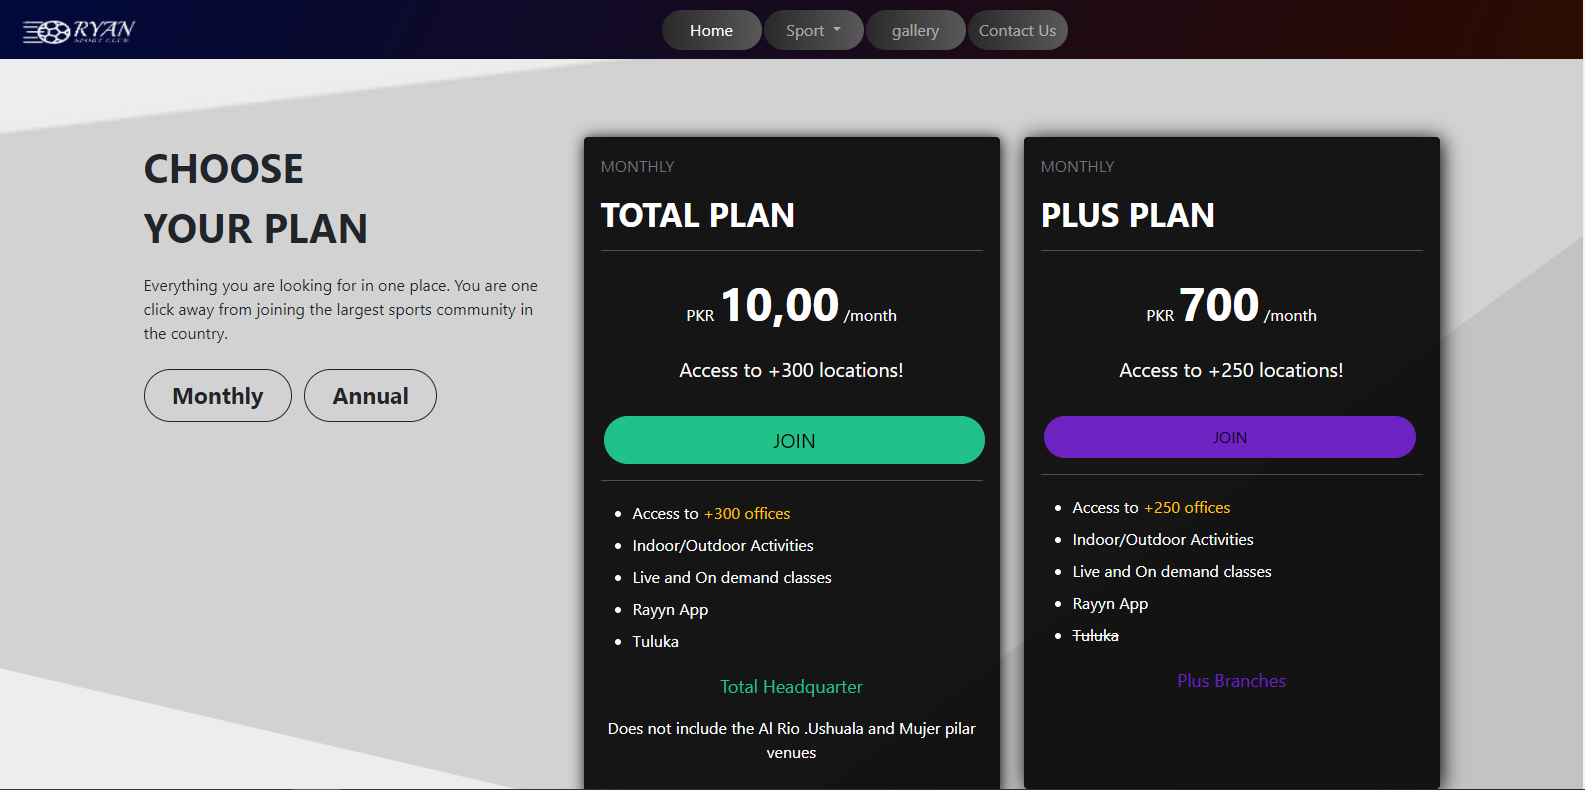 RYAN
SPORT CLUB
Home
Sport
gallery
Contact Us
CHOOSE
YOUR PLAN
Everything you are looking for in one place. You are one
click away from joining the largest sports community in
the country.
Monthly
Annual
MONTHLY
TOTAL PLAN
PKR 10,00 /month
Access to +300 locations!
JOIN
Access to +300 offices
Indoor/Outdoor Activities
Live and On demand classes
Rayyn App
Tuluka
Total Headquarter
Does not include the Al Rio .Ushuala and Mujer pilar
venues
MONTHLY
PLUS PLAN
PKR 700 /month
Access to +250 locations!
JOIN
Access to +250 offices
Indoor/Outdoor Activities
Live and On demand classes
Rayyn App
Tuluka
Plus Branches